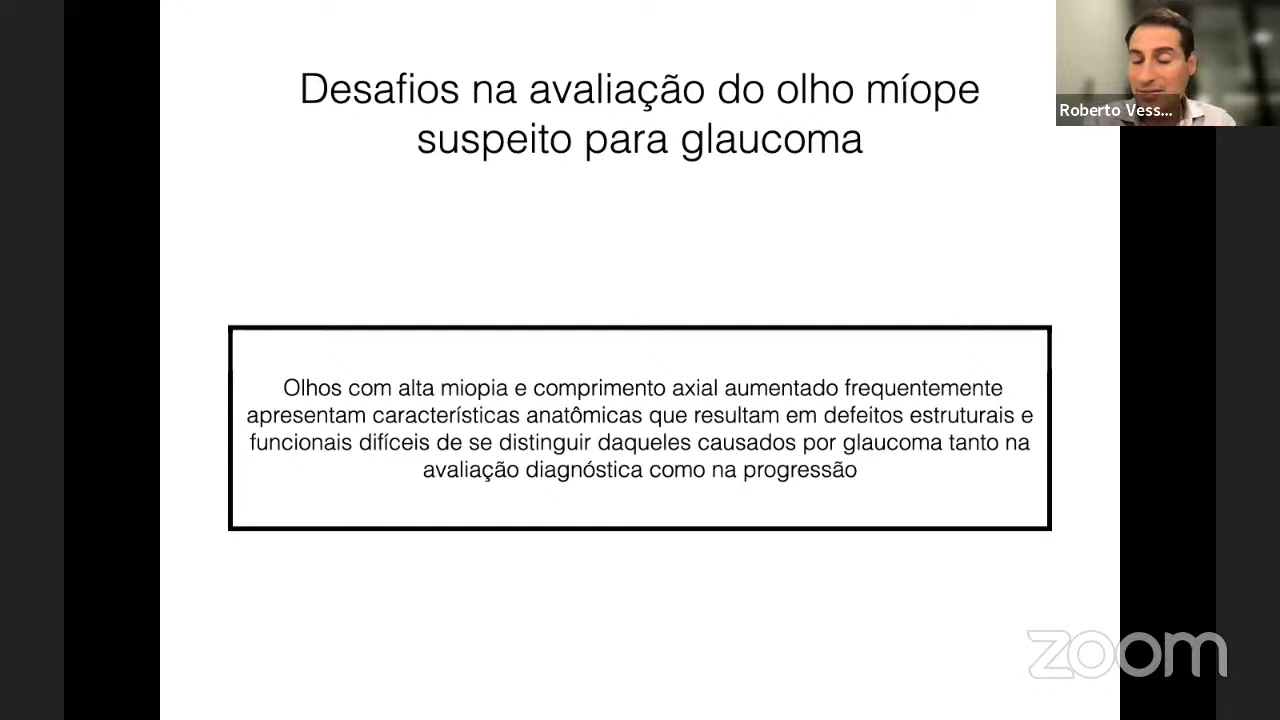 Desafios na avaliação do olho míope
suspeito para glaucoma
Roberto Vess...
Olhos com alta miopia e comprimento axial aumentado frequentemente
apresentam características anatômicas que resultam em defeitos estruturais e
funcionais difíceis de se distinguir daqueles causados por glaucoma tanto na
avaliação diagnóstica como na progressão
zoom